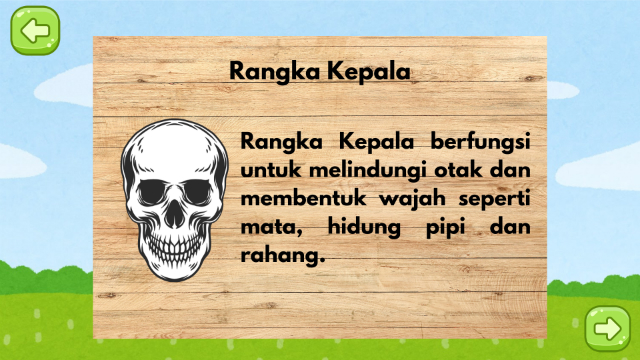 Rangka Kepala
Rangka Kepala berfungsi
untuk melindungi otak dan
membentuk wajah seperti
mata, hidung pipi dan
rahang.